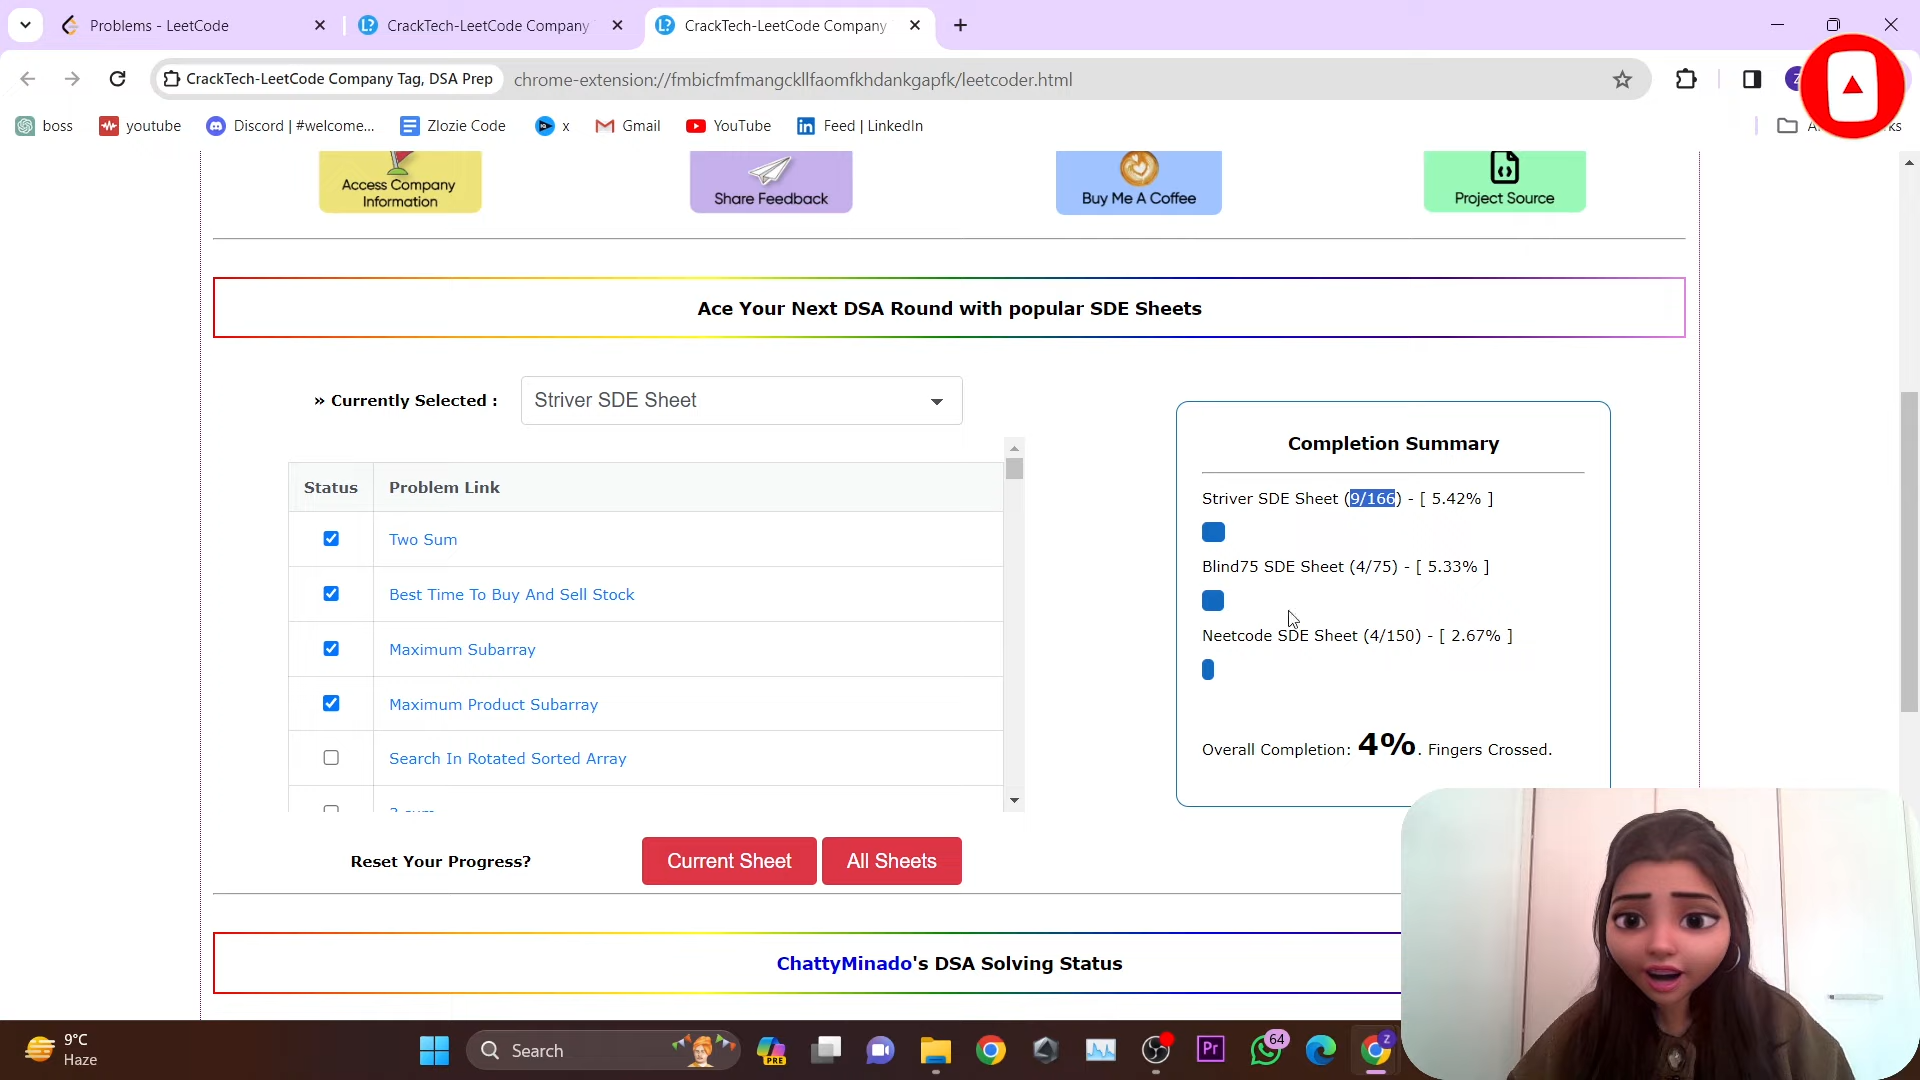 Problems - LeetCode
CrackTech-LeetCode Company
CrackTech-LeetCode Company
CrackTech-LeetCode Company Tag, DSA Prep
chrome-extension://fmbicfmfmangckllfaomfkhdankgapfk/leetcoder.html
boss
youtube
Discord | #welcome...
Zlozie Code
x
Gmail
YouTube
Feed | LinkedIn
Access Company
Information
Share Feedback
Buy Me A Coffee
Project Source
Ace Your Next DSA Round with popular SDE Sheets
» Currently Selected :
Striver SDE Sheet
Status
Problem Link
Two Sum
Best Time To Buy And Sell Stock
Maximum Subarray
Maximum Product Subarray
Search In Rotated Sorted Array
Completion Summary
Striver SDE Sheet (9/166) - [ 5.42% ]
Blind75 SDE Sheet (4/75) - [ 5.33% ]
Neetcode SDE Sheet (4/150) - [ 2.67% ]
Overall Completion: 4%. Fingers Crossed.
Reset Your Progress?
Current Sheet
All Sheets
ChattyMinado's DSA Solving Status
9°C
Haze
Search
PRE
Pr
64
Z